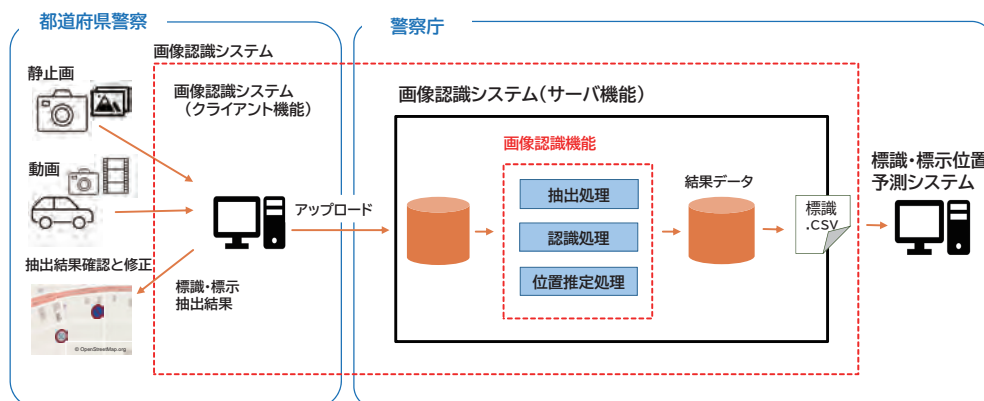 都道府県警察
警察庁
画像認識システム
静止画
画像認識システム
（クライアント機能）
画像認識システム（サーバ機能）
画像認識機能
動画
アップロード
抽出処理
認識処理
位置推定処理
結果データ
標識
.csv
標識・標示位置
予測システム
抽出結果確認と修正
標識・標示
抽出結果
© OpenStreetMap.org